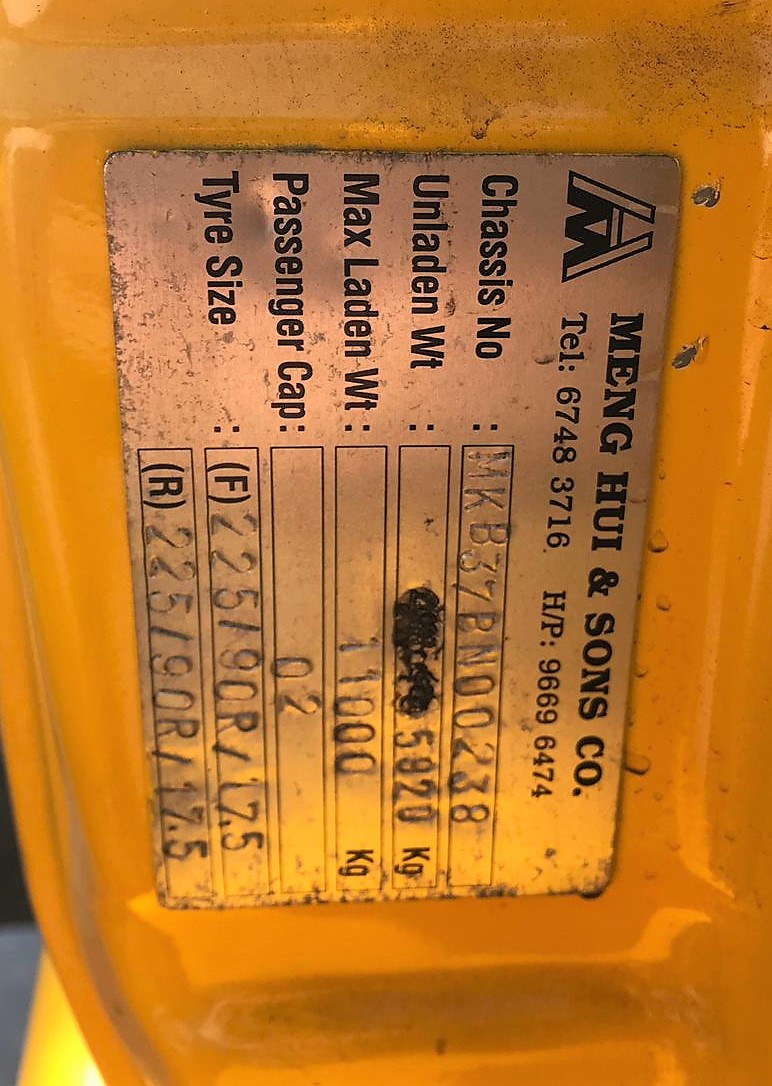 MENG HUI & SONS CO.
Tel: 6748 3716 H/P: 9669 6474
Chassis No : MKB37BN00238
Unladen Wt : 5920 Kg
Max Laden Wt : 11000 Kg
Passenger Cap: 02
Tyre Size : (F) 225/90R/17.5
(R) 225/90R/17.5